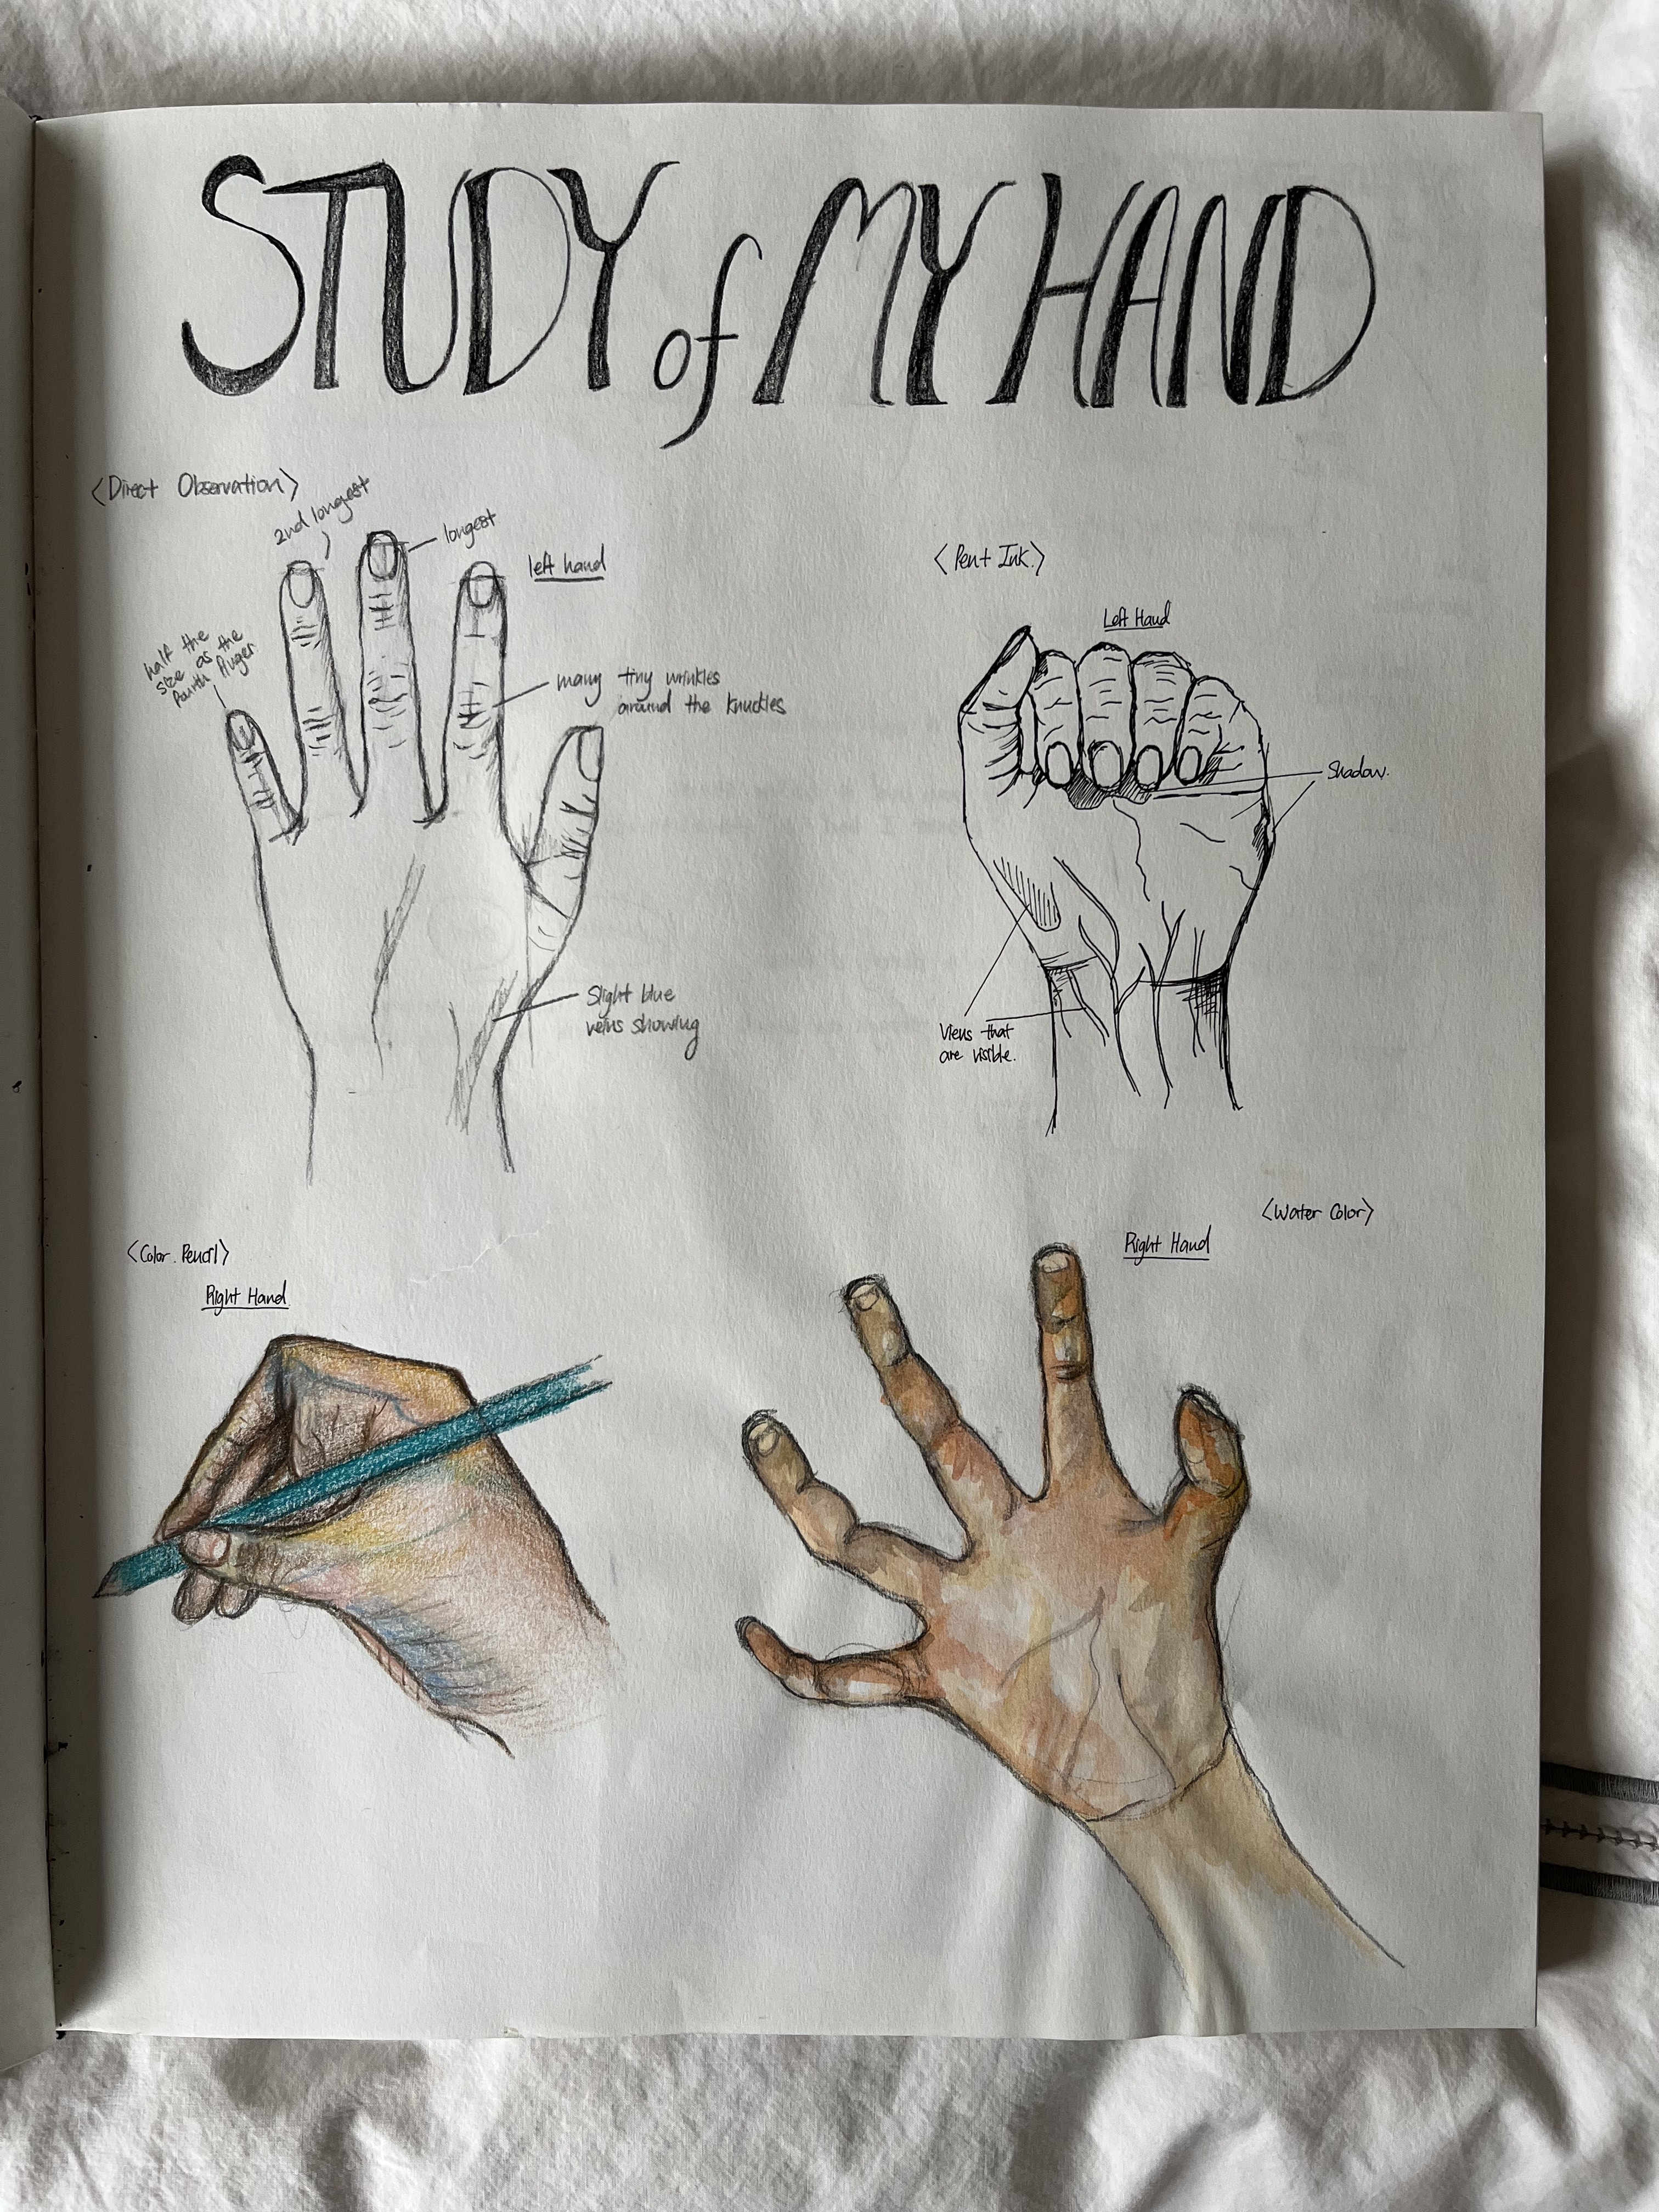 STUDY of MY HAND
<Direct Observation>
2nd longest
longest
left hand
half the
size as the
fourth finger
many tiny wrinkles
around the knuckles
Slight blue
veins showing
<Pen+ Ink.>
Left Hand
Shadow.
Viens that
are visible.
<Color. Pencil>
Right Hand
<Water Color>
Right Hand